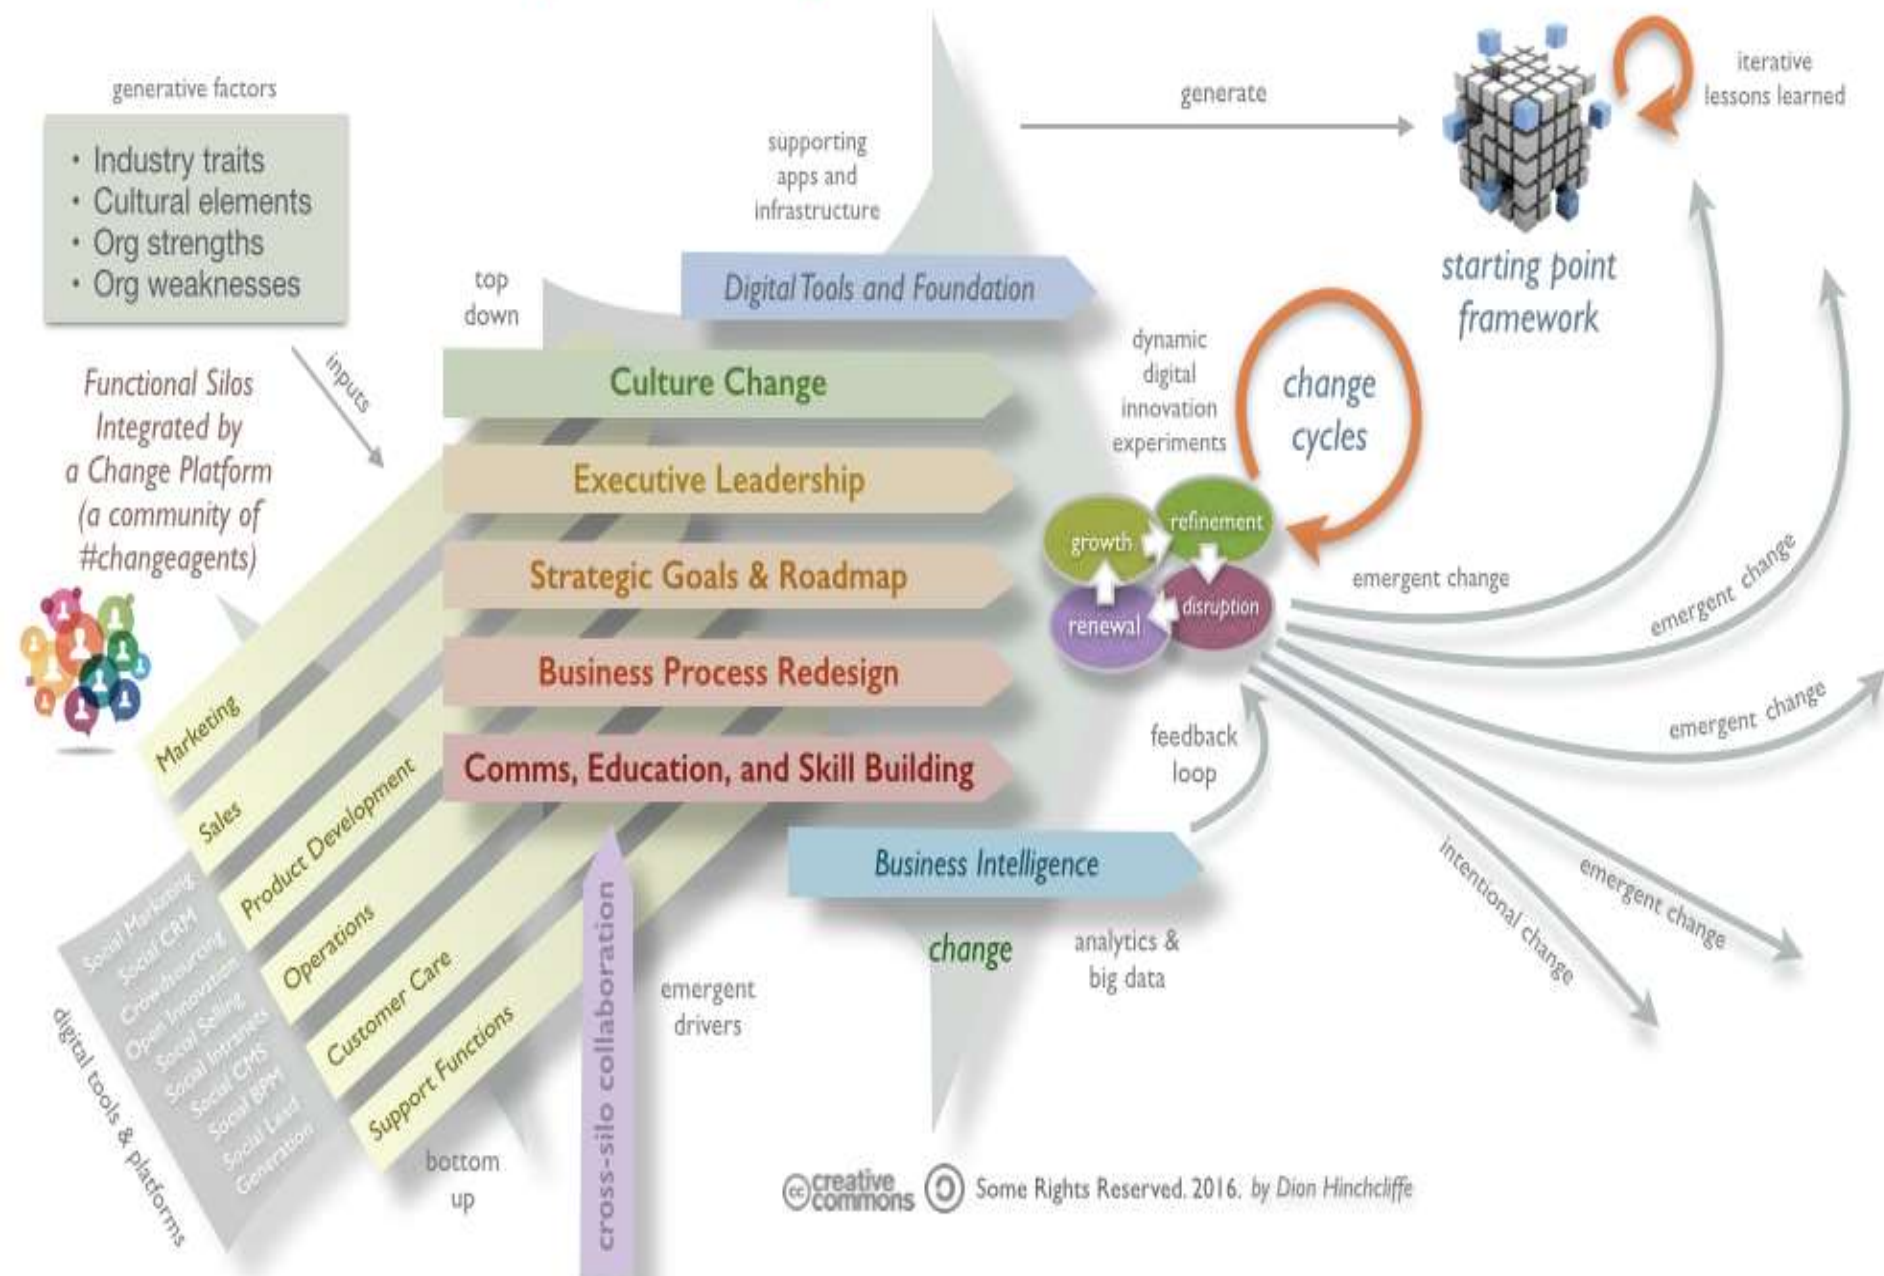 generative factors
• Industry traits
• Cultural elements
• Org strengths
• Org weaknesses
inputs
Functional Silos
Integrated by
a Change Platform
(a community of
#changeagents)
top
down
supporting
apps and
infrastructure
Digital Tools and Foundation
Culture Change
Executive Leadership
Strategic Goals & Roadmap
Business Process Redesign
Comms, Education, and Skill Building
Business Intelligence
change
analytics &
big data
Marketing
Sales
Product Development
Operations
Customer Care
Support Functions
Social Marketing
Social CRM
Crowdsourcing
Open Innovation
Social Selling
Social Intranets
Social CMS
Social BPM
Social Lead
Generation
digital tools & platforms
bottom
up
cross-silo collaboration
emergent
drivers
generate
iterative
lessons learned
starting point
framework
dynamic
digital
innovation
experiments
change
cycles
growth
refinement
disruption
renewal
feedback
loop
emergent change
emergent change
emergent change
emergent change
intentional change
cc creative
commons
Some Rights Reserved. 2016. by Dion Hinchcliffe